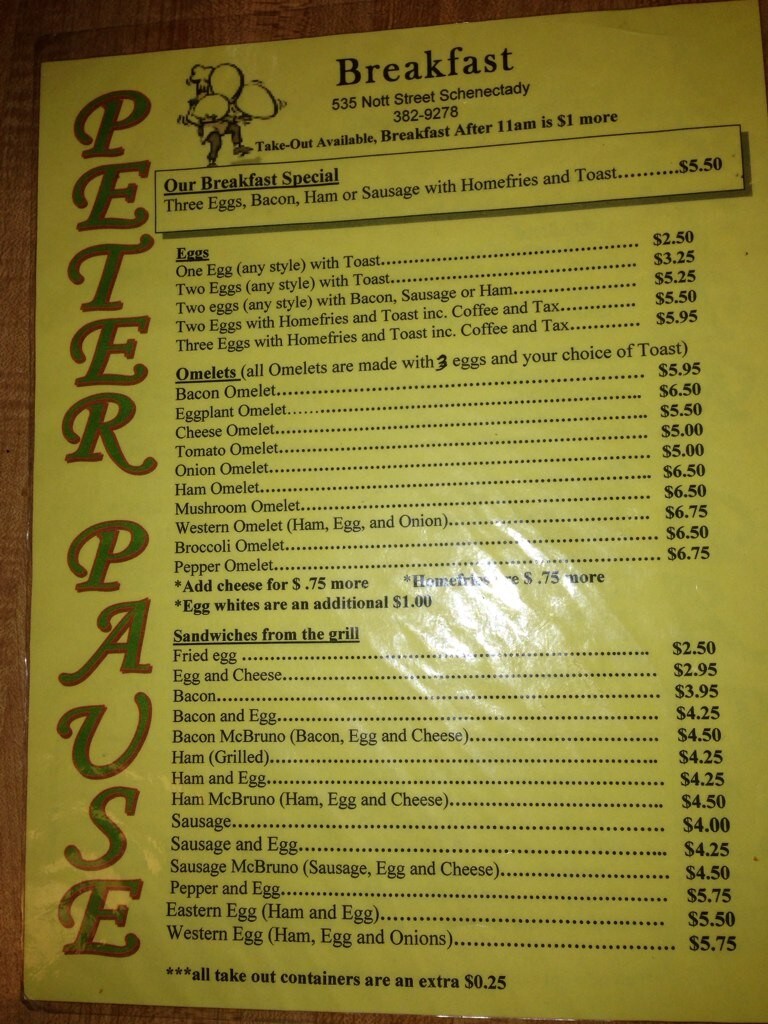 PETER PAUSE
Breakfast
535 Nott Street Schenectady
382-9278
Take-Out Available, Breakfast After 11am is $1 more
Our Breakfast Special
Three Eggs, Bacon, Ham or Sausage with Homefries and Toast..........$5.50
Eggs
One Egg (any style) with Toast.......... $2.50
Two Eggs (any style) with Toast.......... $3.25
Two eggs (any style) with Bacon, Sausage or Ham.......... $5.25
Two Eggs with Homefries and Toast inc. Coffee and Tax.......... $5.50
Three Eggs with Homefries and Toast inc. Coffee and Tax.......... $5.95
Omelets (all Omelets are made with 3 eggs and your choice of Toast)
Bacon Omelet.......... $5.95
Eggplant Omelet.......... $6.50
Cheese Omelet.......... $5.50
Tomato Omelet.......... $5.00
Onion Omelet.......... $5.00
Ham Omelet.......... $6.50
Mushroom Omelet.......... $6.50
Western Omelet (Ham, Egg, and Onion).......... $6.75
Broccoli Omelet.......... $6.50
Pepper Omelet.......... $6.75
*Add cheese for $ .75 more *Homefries are $ .75 more
*Egg whites are an additional $1.00
Sandwiches from the grill
Fried egg .......... $2.50
Egg and Cheese.......... $2.95
Bacon.......... $3.95
Bacon and Egg.......... $4.25
Bacon McBruno (Bacon, Egg and Cheese).......... $4.50
Ham (Grilled).......... $4.25
Ham and Egg.......... $4.25
Ham McBruno (Ham, Egg and Cheese).......... $4.50
Sausage.......... $4.00
Sausage and Egg.......... $4.25
Sausage McBruno (Sausage, Egg and Cheese).......... $4.50
Pepper and Egg.......... $5.75
Eastern Egg (Ham and Egg).......... $5.50
Western Egg (Ham, Egg and Onions).......... $5.75
***all take out containers are an extra $0.25